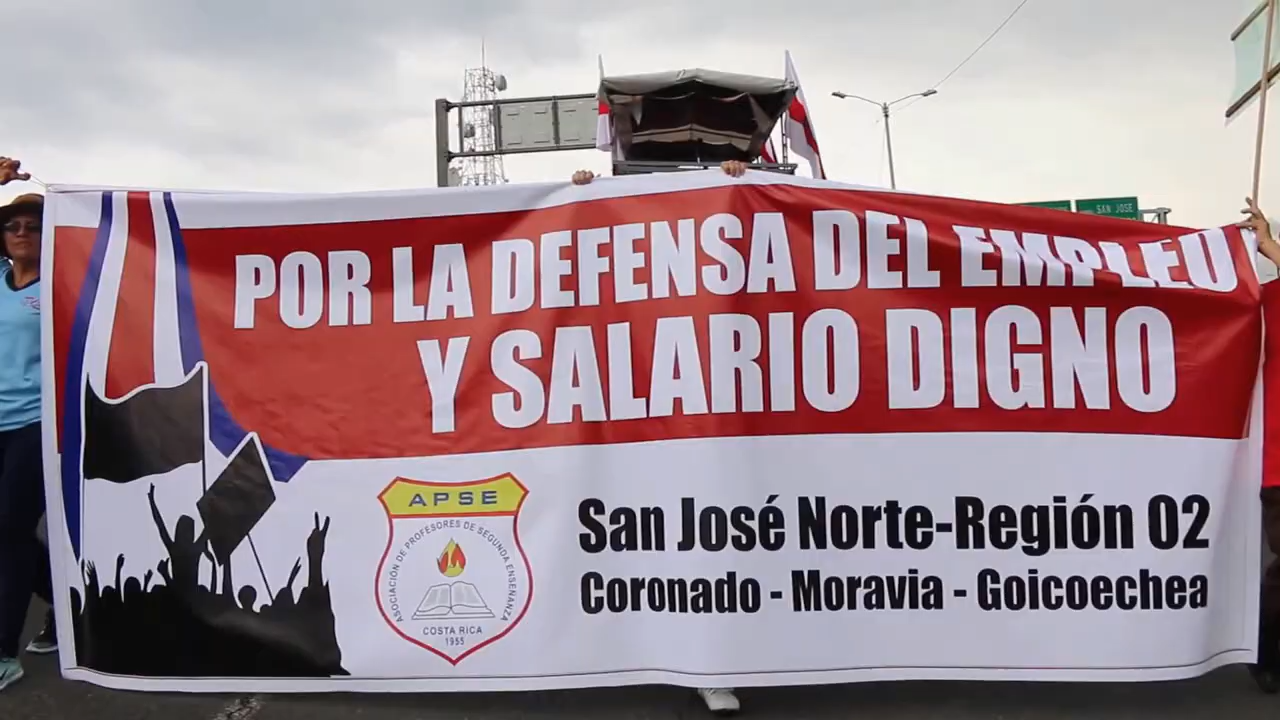 SAN JOSE
POR LA DEFENSA DEL EMPLEO
Y SALARIO DIGNO
APSE
ASOCIACIÓN DE PROFESORES DE SEGUNDA ENSEÑANZA
COSTA RICA
1955
San José Norte-Región 02
Coronado - Moravia - Goicoechea